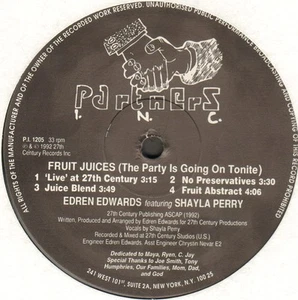 ALL RIGHTS OF THE MANUFACTURER AND OF THE OWNER OF THE RECORDED WORK RESERVED. UNAUTHORISED PUBLIC PERFORMANCE BROADCASTING AND COPYING OF THIS RECORD PROHIBITED
PdrtnErS
I. N. C.
P.I. 1205 33 rpm
℗ & © 1992 27th
Century Records Inc
FRUIT JUICES (The Party Is Going On Tonite)
1 'Live' at 27th Century 3:15
2 No Preservatives 3:30
3 Juice Blend 3:49
4 Fruit Abstract 4:00
EDREN EDWARDS featuring SHAYLA PERRY
27th Century Publishing ASCAP (1992)
Written, Produced and Arranged by Edren Edwards for 27th Century Productions
Vocals by Shayla Perry
Recorded & Mixed at 27th Century Studios (U.S.)
Engineer Edren Edwards, Asst Engineer Crystin Novar E2
Dedicated to Maya, Ryen, C. Jay
Special Thanks to Joe Smith, Tony
Humphries, Our Families, Mom, Dad,
and God
241 WEST 101st. SUITE 2A, NEW YORK, N.Y. 10025